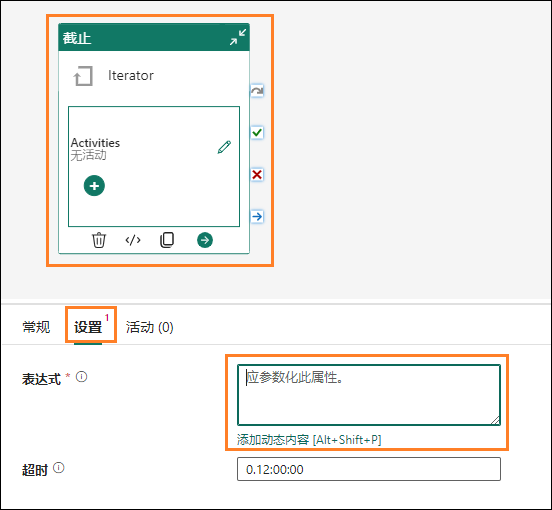 截止
Iterator
Activities
无活动
常规
设置 1
活动 (0)
表达式 *
应参数化此属性。
添加动态内容 [Alt+Shift+P]
超时
0.12:00:00